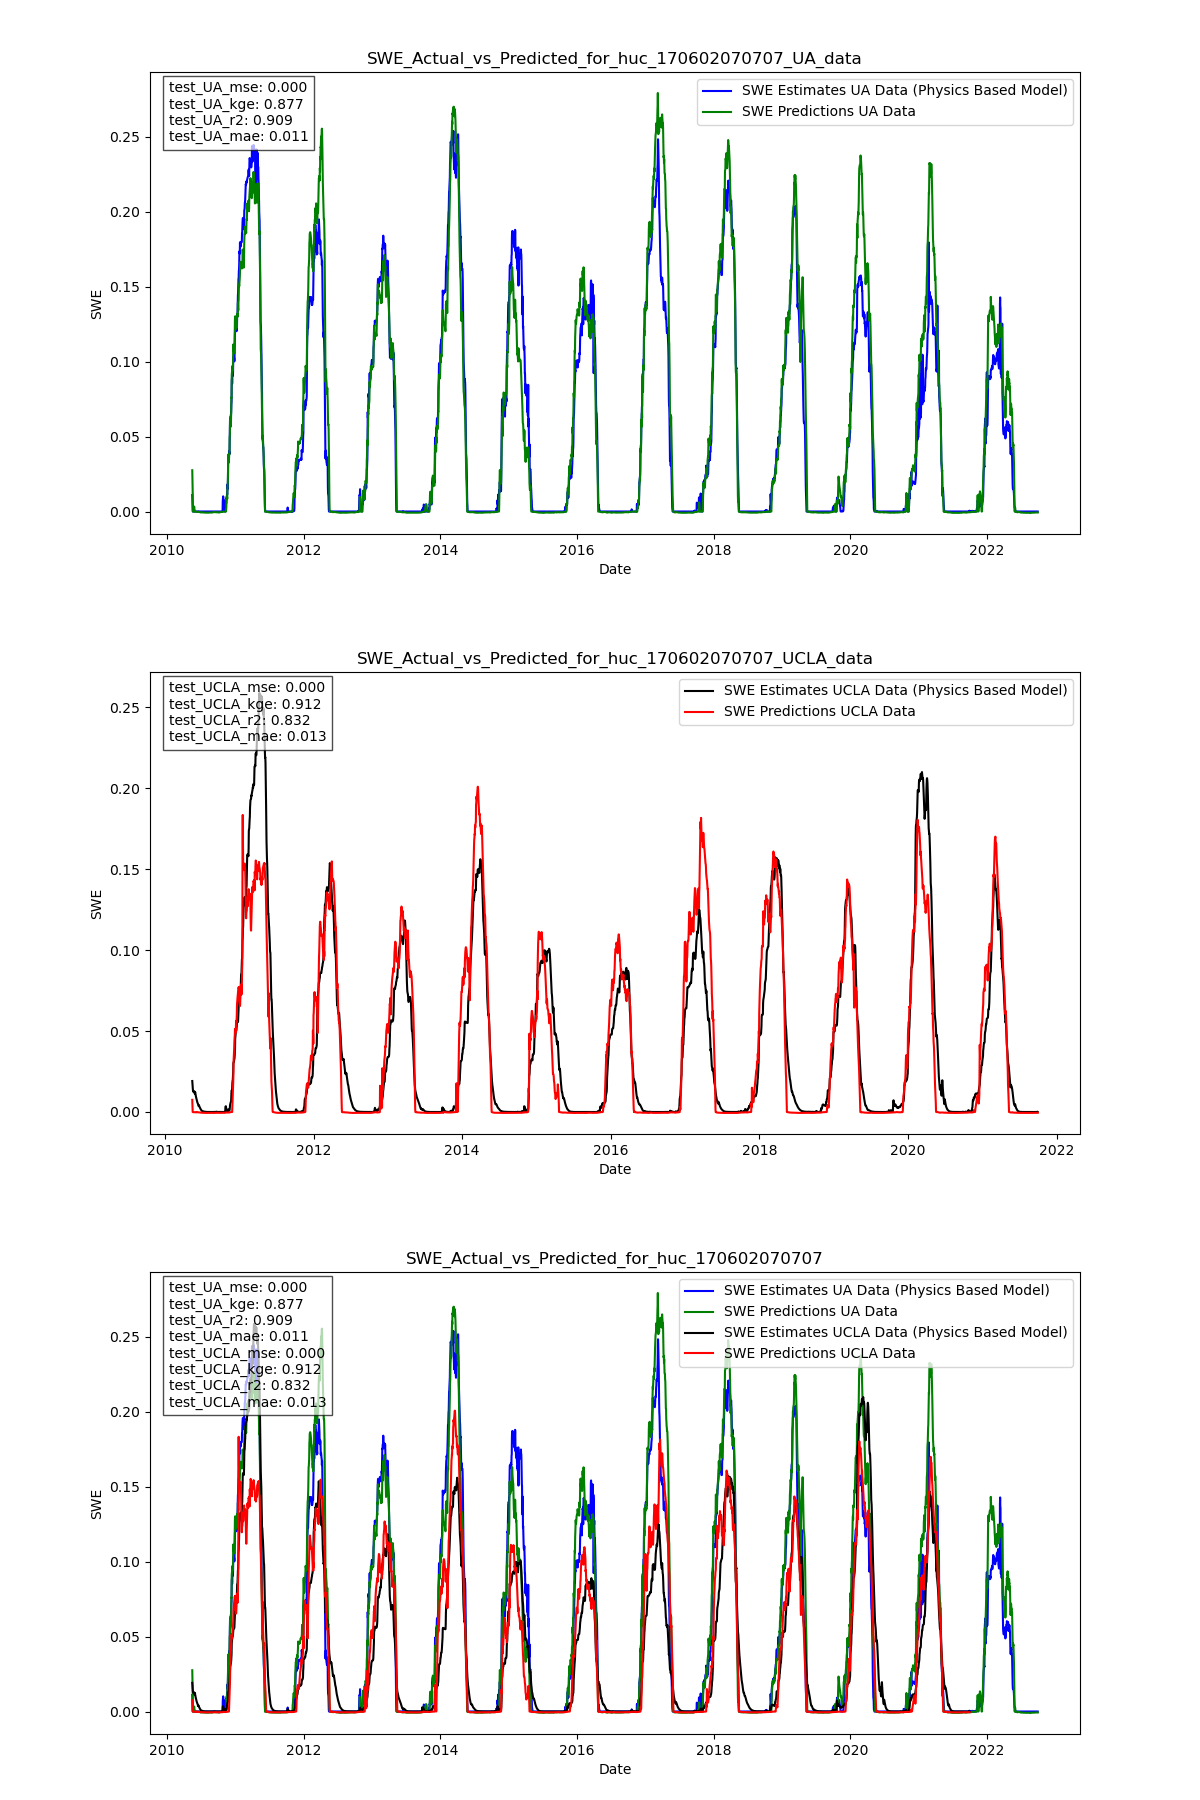 SWE_Actual_vs_Predicted_for_huc_170602070707_UA_data
test_UA_mse: 0.000
test_UA_kge: 0.877
test_UA_r2: 0.909
test_UA_mae: 0.011
SWE Estimates UA Data (Physics Based Model)
SWE Predictions UA Data
0.25
0.20
0.15
0.10
0.05
0.00
SWE
2010 2012 2014 2016 2018 2020 2022
Date
SWE_Actual_vs_Predicted_for_huc_170602070707_UCLA_data
test_UCLA_mse: 0.000
test_UCLA_kge: 0.912
test_UCLA_r2: 0.832
test_UCLA_mae: 0.013
SWE Estimates UCLA Data (Physics Based Model)
SWE Predictions UCLA Data
0.25
0.20
0.15
0.10
0.05
0.00
SWE
2010 2012 2014 2016 2018 2020 2022
Date
SWE_Actual_vs_Predicted_for_huc_170602070707
test_UA_mse: 0.000
test_UA_kge: 0.877
test_UA_r2: 0.909
test_UA_mae: 0.011
test_UCLA_mse: 0.000
test_UCLA_kge: 0.912
test_UCLA_r2: 0.832
test_UCLA_mae: 0.013
SWE Estimates UA Data (Physics Based Model)
SWE Predictions UA Data
SWE Estimates UCLA Data (Physics Based Model)
SWE Predictions UCLA Data
0.25
0.20
0.15
0.10
0.05
0.00
SWE
2010 2012 2014 2016 2018 2020 2022
Date